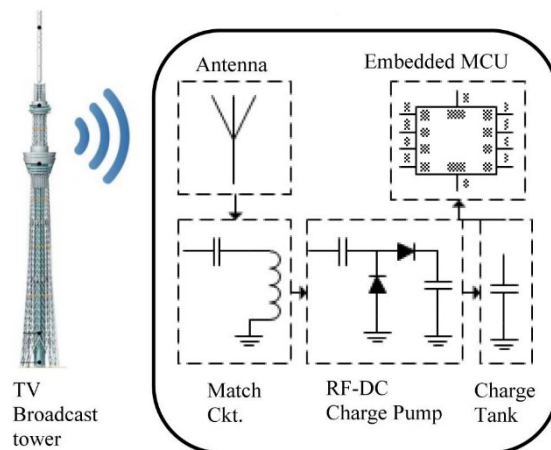 Antenna
Embedded MCU
TV
Broadcast
tower
Match
Ckt.
RF-DC
Charge Pump
Charge
Tank